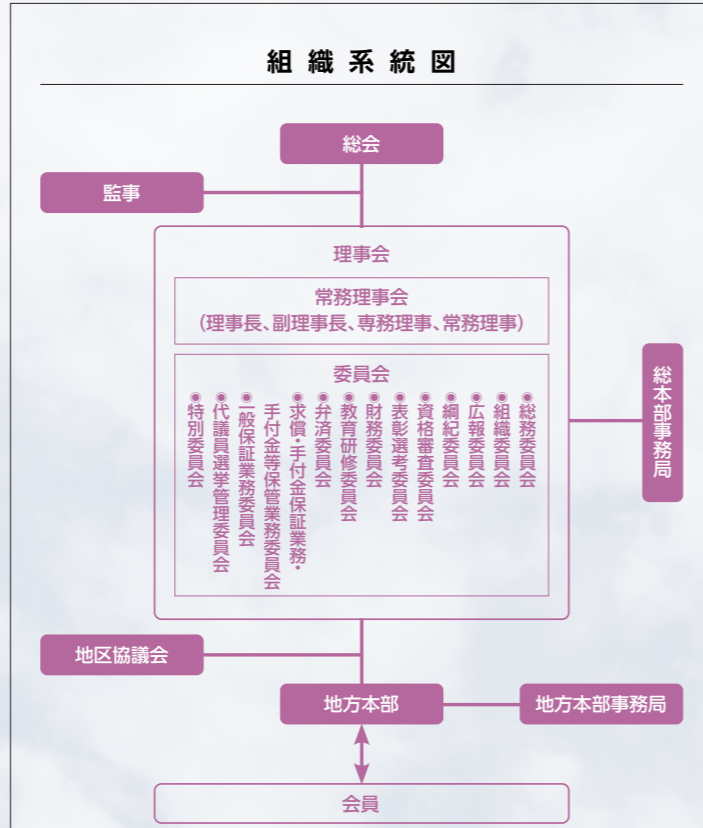 組織系統図
総会
監事
理事会
常務理事会
（理事長、副理事長、専務理事、常務理事）
委員会
◉総務委員会
◉組織委員会
◉広報委員会
◉綱紀委員会
◉資格審査委員会
◉表彰選考委員会
◉財務委員会
◉教育研修委員会
◉弁済委員会
◉求償・手付金保証業務・
手付金等保管業務委員会
◉一般保証業務委員会
◉代議員選挙管理委員会
◉特別委員会
総本部事務局
地区協議会
地方本部
地方本部事務局
会員